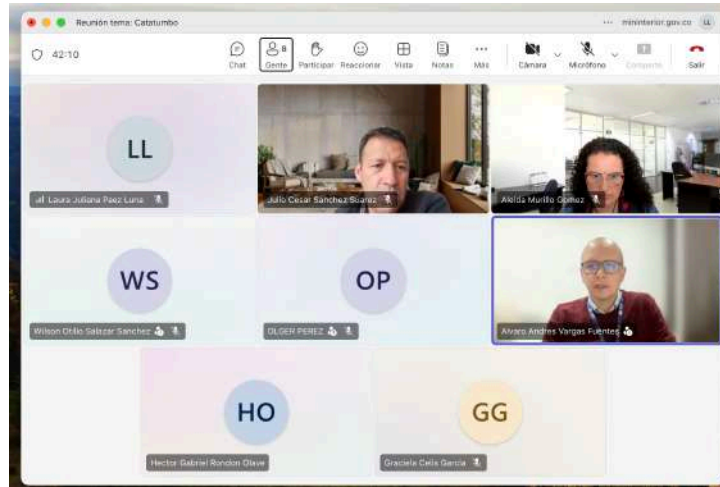 Reunión tema: Catatumbo
mininterior.gov.co
LL
42:10
8
Chat
Gente
Participar
Reaccionar
Vista
Notas
Más
Cámara
Micrófono
Compartir
Salir
LL
Laura Juliana Paez Luna
Julio Cesar Sanchez Suarez
Aleida Murillo Gomez
WS
Wilson Otilio Salazar Sanchez
OP
OLGER PEREZ
Alvaro Andres Vargas Fuentes
HO
Hector Gabriel Rondon Olave
GG
Graciela Celis Garcia